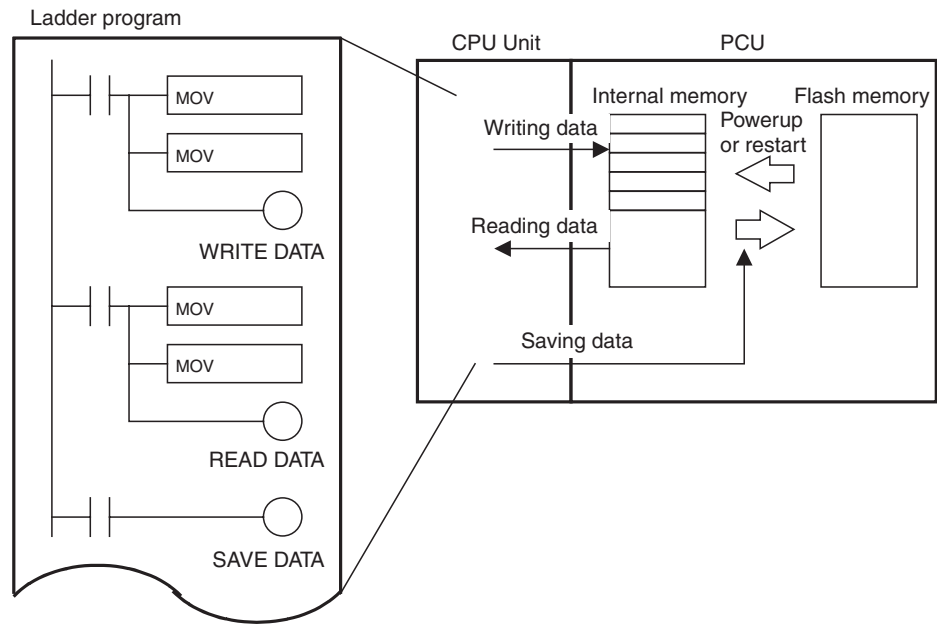 Ladder program
MOV
MOV
WRITE DATA
MOV
MOV
READ DATA
SAVE DATA
CPU Unit
PCU
Internal memory
Flash memory
Writing data
Powerup
or restart
Reading data
Saving data